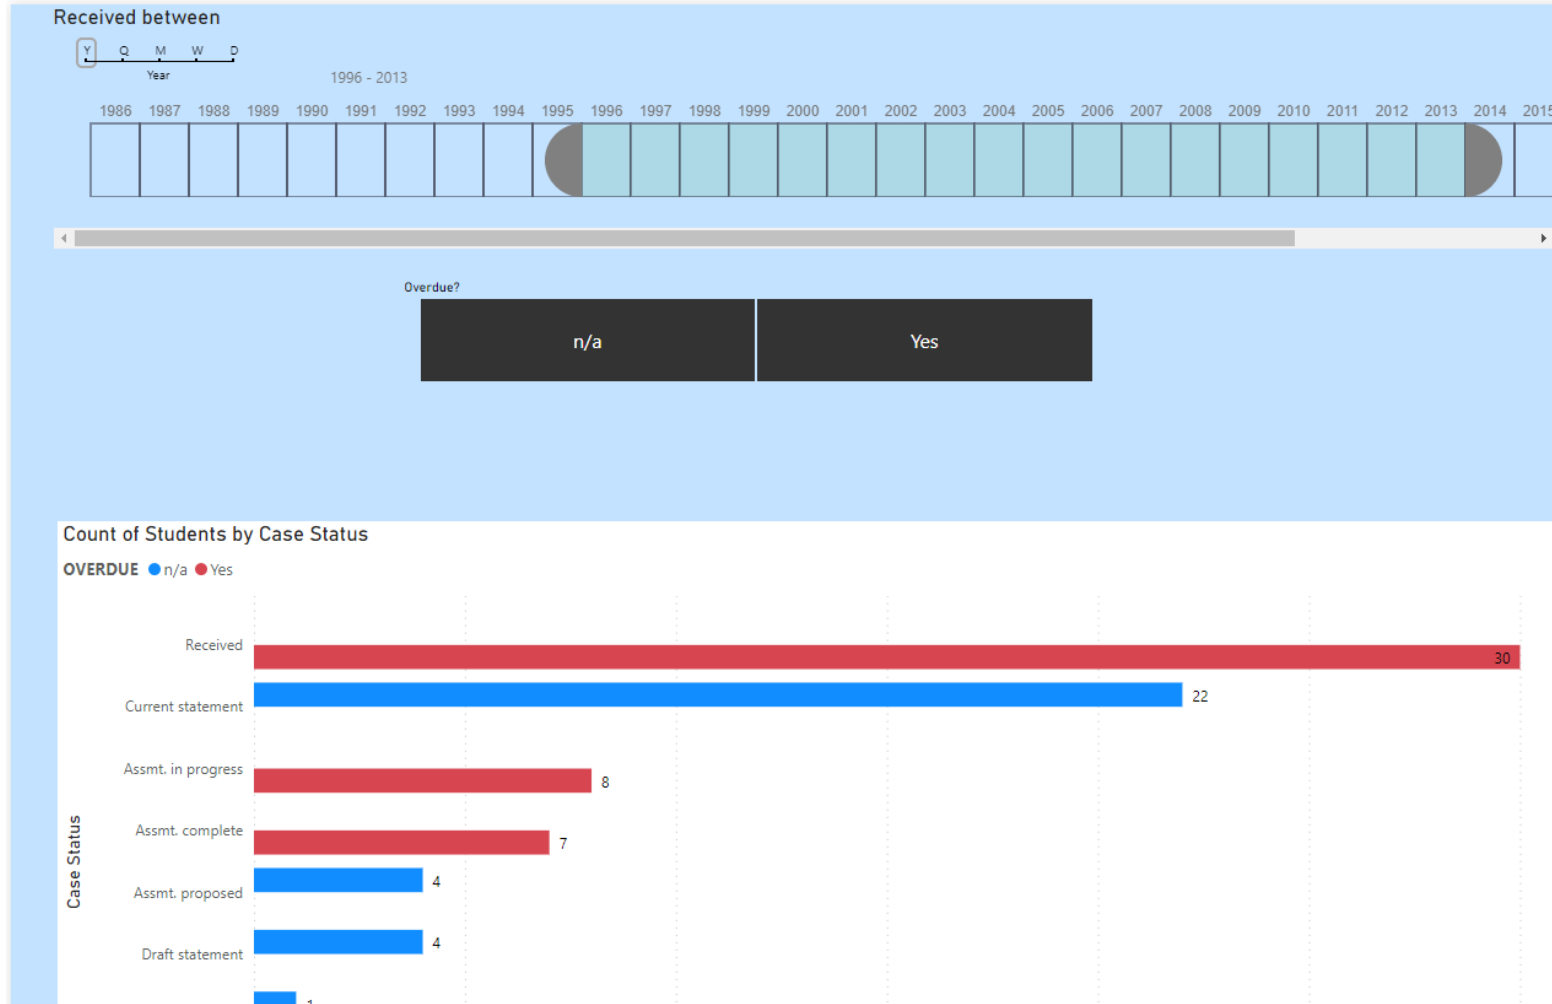 Received between
Y Q M W D
Year
1996 - 2013
1986 1987 1988 1989 1990 1991 1992 1993 1994 1995 1996 1997 1998 1999 2000 2001 2002 2003 2004 2005 2006 2007 2008 2009 2010 2011 2012 2013 2014 2015
Overdue?
n/a Yes
Count of Students by Case Status
OVERDUE n/a Yes
Case Status
Received 30
Current statement 22
Assmt. in progress 8
Assmt. complete 7
Assmt. proposed 4
Draft statement 4
1